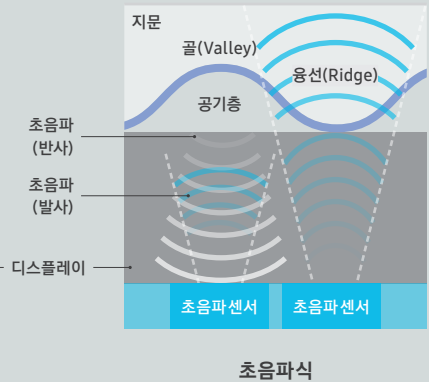 지문
골(Valley)
융선(Ridge)
공기층
초음파
(반사)
초음파
(발사)
디스플레이
초음파센서
초음파센서
초음파식